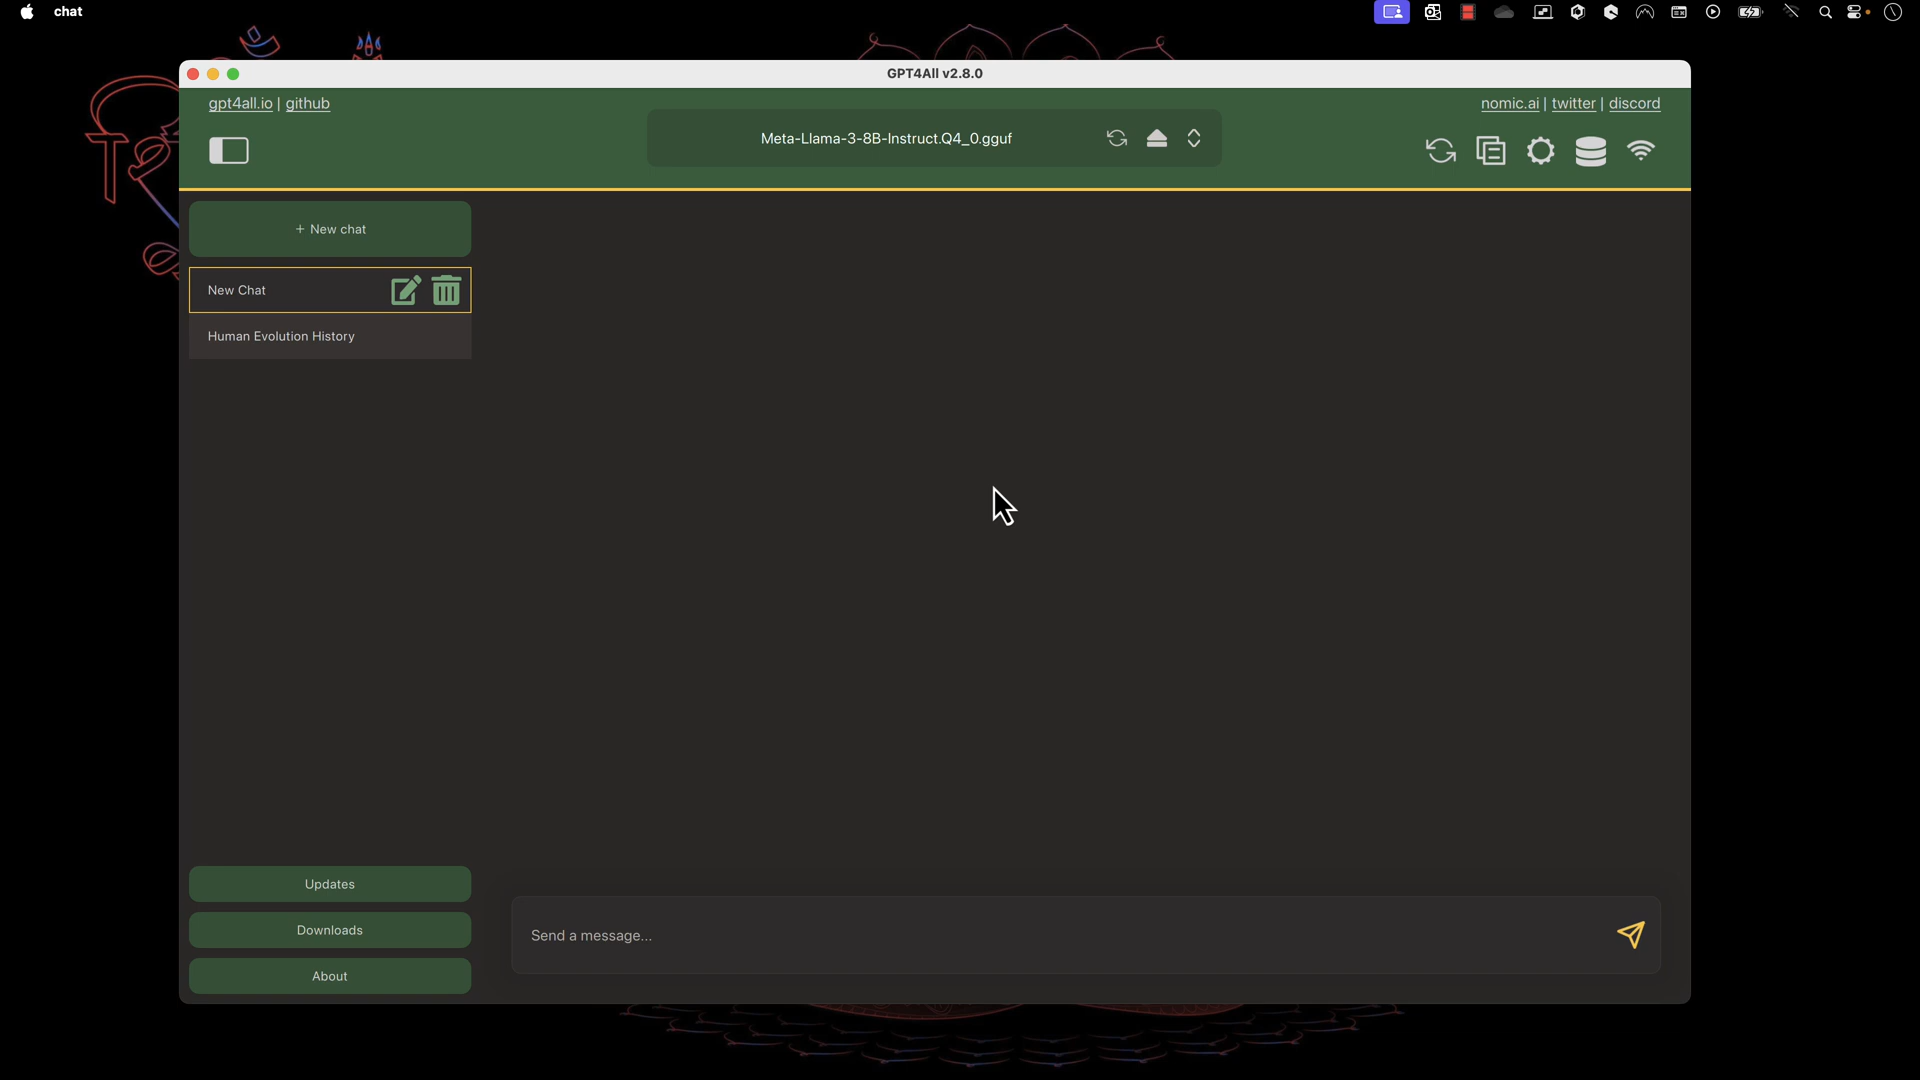 chat
GPT4All v2.8.0
gpt4all.io | github
nomic.ai | twitter | discord
Meta-Llama-3-8B-Instruct.Q4_0.gguf
+ New chat
New Chat
Human Evolution History
Updates
Downloads
About
Send a message...